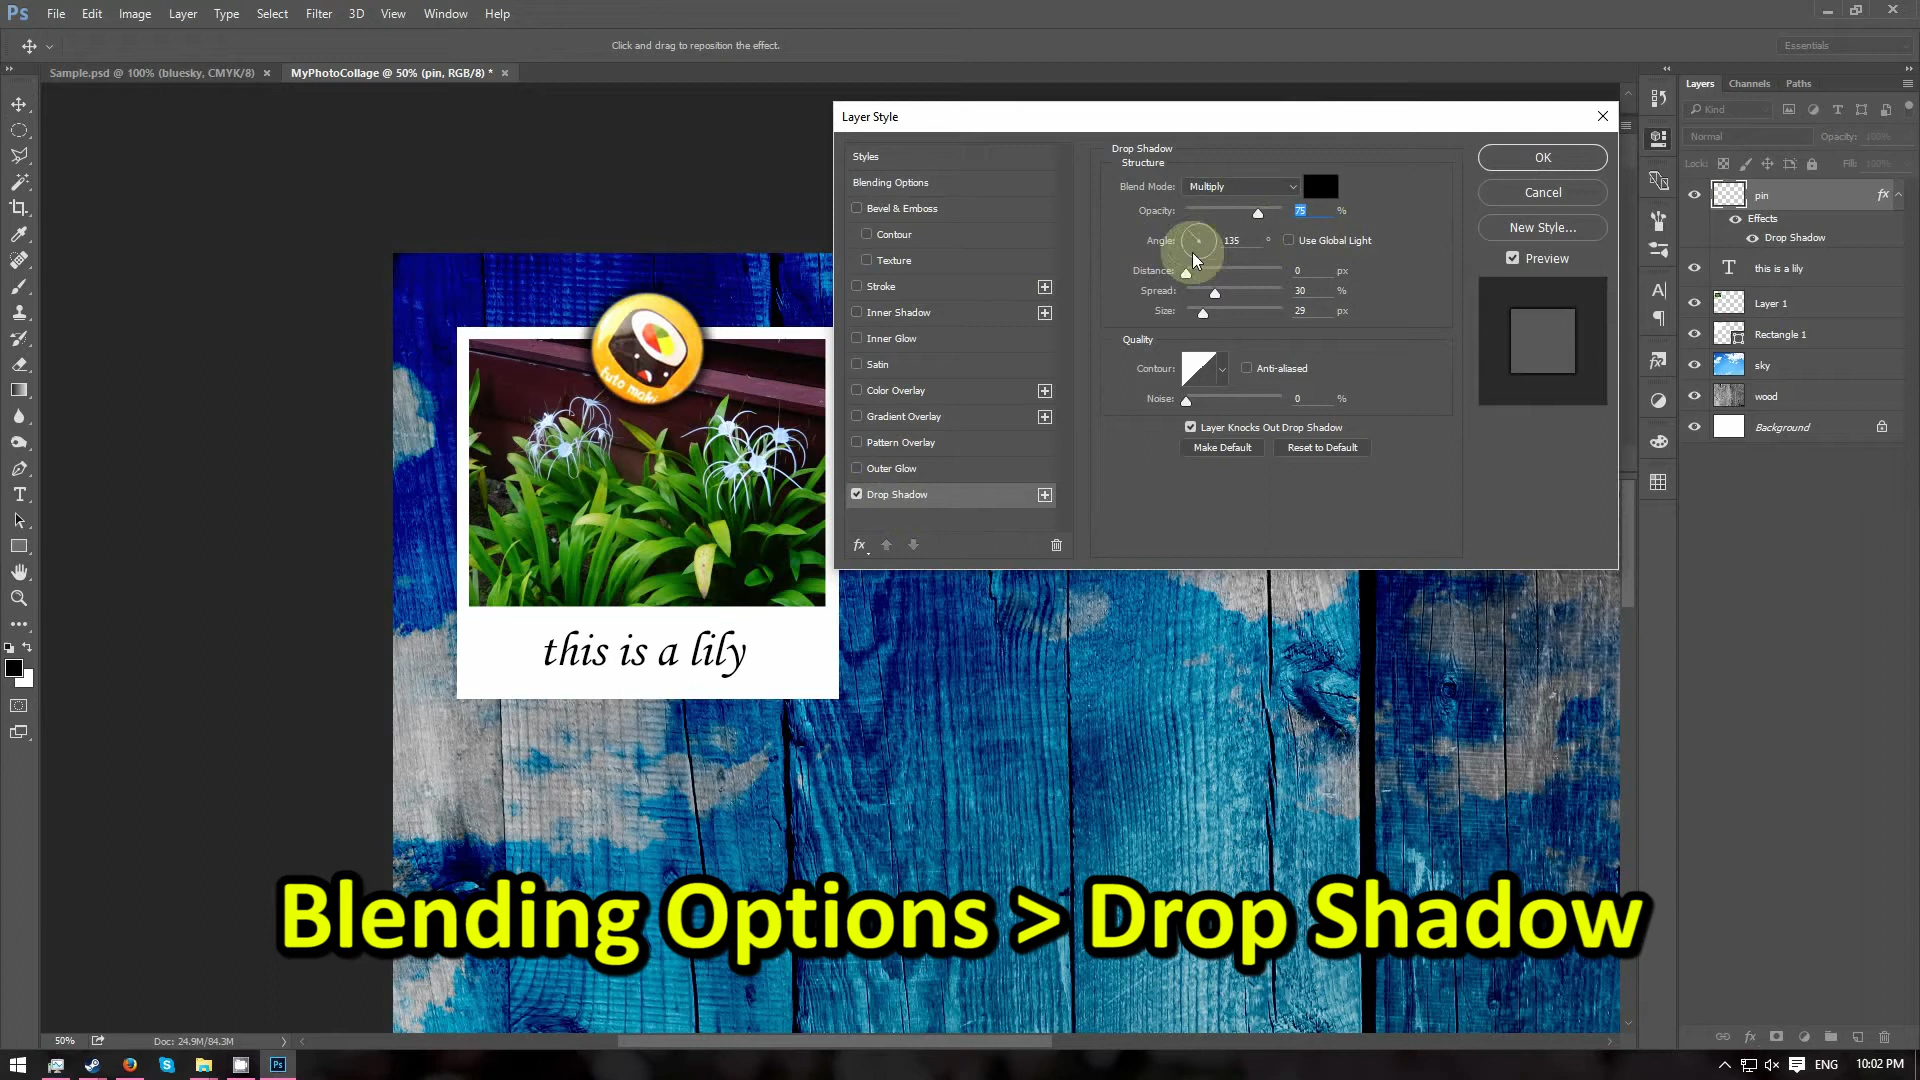 Ps File Edit Image Layer Type Select Filter 3D View Window Help
Click and drag to reposition the effect.
Essentials
Sample.psd @ 100% (bluesky, CMYK/8) × MyPhotoCollage @ 50% (pin, RGB/8) * ×
Layers Channels Paths
Kind
Normal Opacity: 100%
Lock: Fill: 100%
pin fx
Effects
Drop Shadow
this is a lily
Layer 1
Rectangle 1
sky
wood
Background
Layer Style
Styles
Blending Options
Bevel & Emboss
Contour
Texture
Stroke
Inner Shadow
Inner Glow
Satin
Color Overlay
Gradient Overlay
Pattern Overlay
Outer Glow
Drop Shadow
fx
Drop Shadow
Structure
Blend Mode: Multiply
Opacity: 75 %
Angle: 135 ° Use Global Light
Distance: 0 px
Spread: 30 %
Size: 29 px
Quality
Contour: Anti-aliased
Noise: 0 %
Layer Knocks Out Drop Shadow
Make Default Reset to Default
OK
Cancel
New Style...
Preview
futo maki
this is a lily
Blending Options > Drop Shadow
50% Doc: 24.9M/84.3M
ENG 10:02 PM